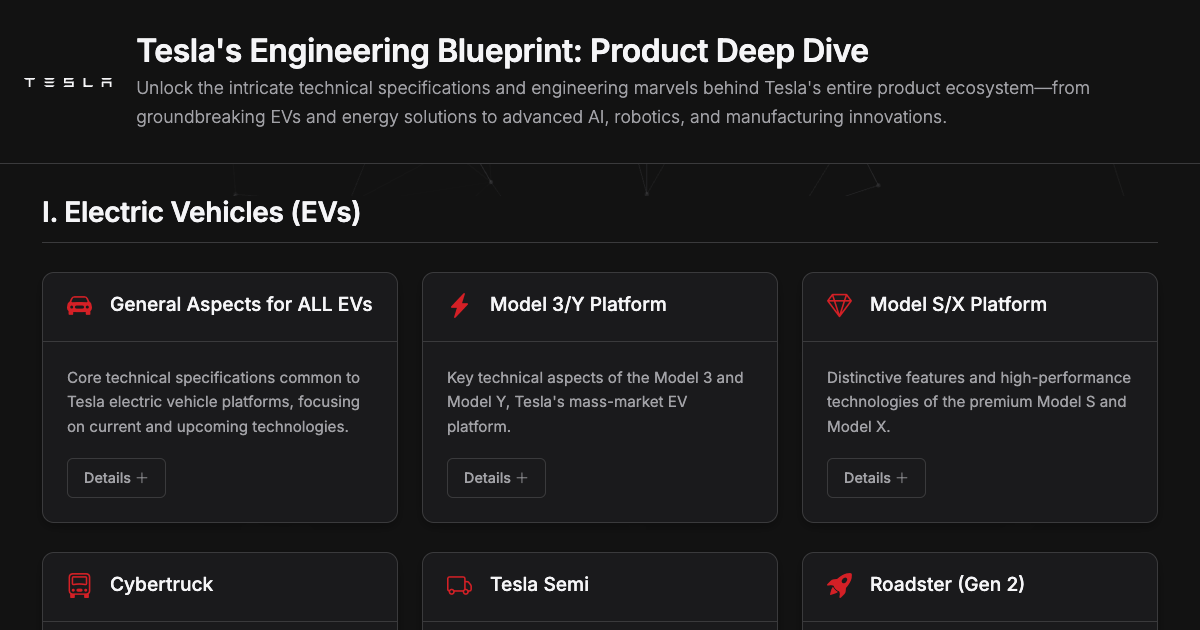 Tesla's Engineering Blueprint: Product Deep Dive
TESLA
Unlock the intricate technical specifications and engineering marvels behind Tesla's entire product ecosystem—from
groundbreaking EVs and energy solutions to advanced AI, robotics, and manufacturing innovations.
I. Electric Vehicles (EVs)
General Aspects for ALL EVs
Core technical specifications common to
Tesla electric vehicle platforms, focusing
on current and upcoming technologies.
Details +
Model 3/Y Platform
Key technical aspects of the Model 3 and
Model Y, Tesla's mass-market EV
platform.
Details +
Model S/X Platform
Distinctive features and high-performance
technologies of the premium Model S and
Model X.
Details +
Cybertruck
Tesla Semi
Roadster (Gen 2)